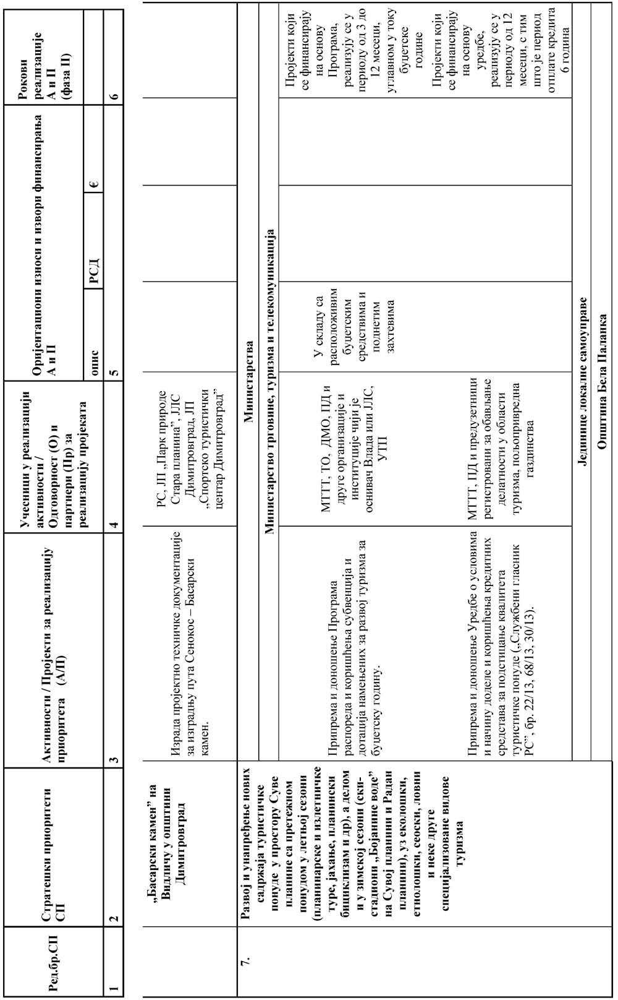 Ред.бр.СП
Стратешки приоритети
СП
Активности / Пројекти за реализацију
приоритета (А/П)
Учесници у реализацији
активности /
Одговорност (О) и
партнери (Пр) за
реализацију пројеката
Оријентациони износи и извори финансирања
А и П
опис
РСД
€
Рокови
реализације
А и П
(фаза II)
1
2
3
4
5
6
„Басарски камен” на
Видличу у општини
Димитровград
Израда пројектно техничке документације
за изградњу пута Сенокос – Басарски
камен.
РС, ЈП „Парк природе
Стара планина”, ЈЛС
Димитровград, ЈП
„Спортско туристички
центар Димитровград”
7.
Развој и унапређење нових
садржаја туристичке
понуде у простору Суве
планине са претежном
понудом у летњој сезони
(планинарске и излетничке
туре, јахање, планински
бициклизам и др), а делом
и у зимској сезони (ски-
стадиони „Бојанине воде”
на Сувој планини и Радан
планини), уз еколошки,
етнолошки, сеоски, ловни
и неке друге
специјализоване видове
туризма
Министарства
Министарство трговине, туризма и телекомуникација
Припрема и доношење Програма
распореда и коришћења субвенција и
дотација намењених за развој туризма за
буџетску годину.
МТТТ, ТО, ДМО, ПД и
друге организације и
институције чији је
оснивач Влада или ЈЛС,
УТП
У складу са
расположивим
буџетским
средствима и
поднетим
захтевима
Пројекти који
се финансирају
на основу
Програма,
реализују се у
периоду од 3 до
12 месеци,
углавном у току
буџетске
године
Припрема и доношење Уредбе о условима
и начину доделе и коришћења кредитних
средстава за подстицање квалитета
туристичке понуде („Службени гласник
РС”, бр. 22/13, 68/13, 30/13).
МТТТ, ПД и предузетници
регистровани за обављање
делатности у области
туризма, пољопривредна
газдинства
Пројекти који
се финансирају
на основу
уредбе,
реализују се у
периоду од 12
месеци, с тим
што је период
отплате кредита
6 година
Јединице локалне самоуправе
Општина Бела Паланка